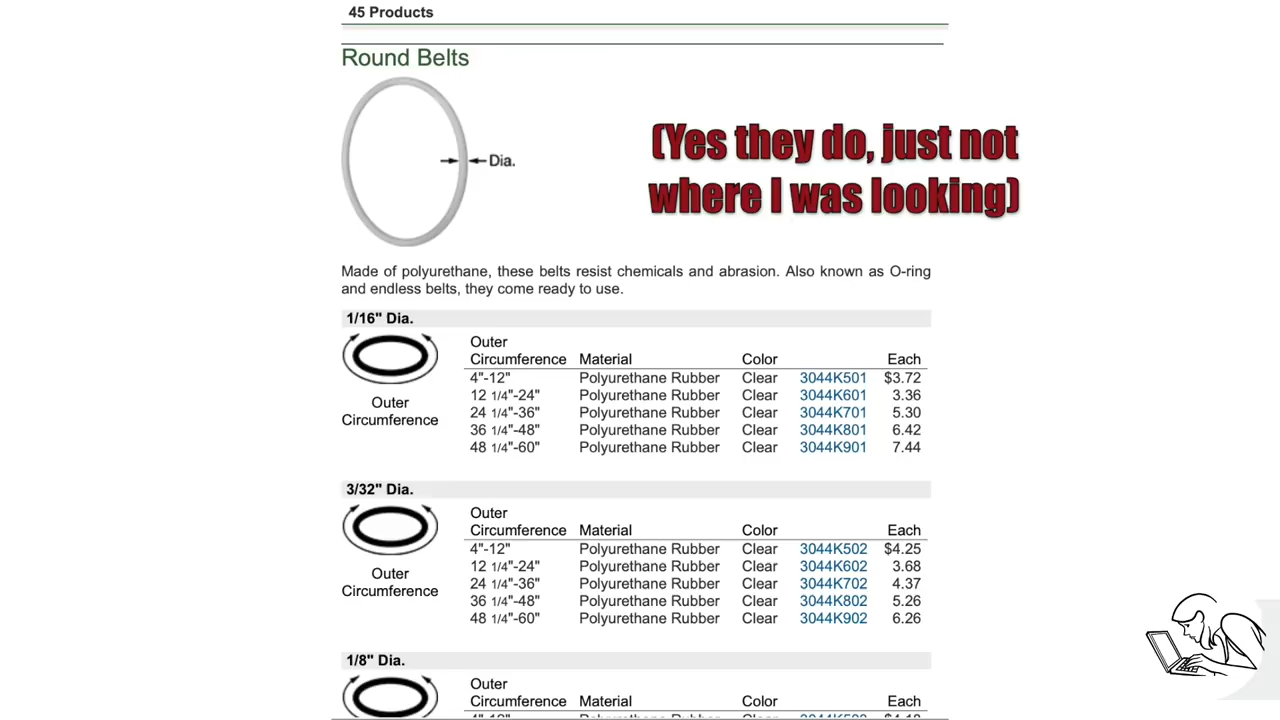 45 Products
Round Belts
Dia.
(Yes they do, just not
where I was looking)
Made of polyurethane, these belts resist chemicals and abrasion. Also known as O-ring
and endless belts, they come ready to use.
1/16" Dia.
Outer
Circumference Material Color Each
4"-12" Polyurethane Rubber Clear 3044K501 $3.72
12 1/4"-24" Polyurethane Rubber Clear 3044K601 3.36
24 1/4"-36" Polyurethane Rubber Clear 3044K701 5.30
36 1/4"-48" Polyurethane Rubber Clear 3044K801 6.42
48 1/4"-60" Polyurethane Rubber Clear 3044K901 7.44
Outer
Circumference
3/32" Dia.
Outer
Circumference Material Color Each
4"-12" Polyurethane Rubber Clear 3044K502 $4.25
12 1/4"-24" Polyurethane Rubber Clear 3044K602 3.68
24 1/4"-36" Polyurethane Rubber Clear 3044K702 4.37
36 1/4"-48" Polyurethane Rubber Clear 3044K802 5.26
48 1/4"-60" Polyurethane Rubber Clear 3044K902 6.26
Outer
Circumference
1/8" Dia.
Outer
Circumference Material Color Each